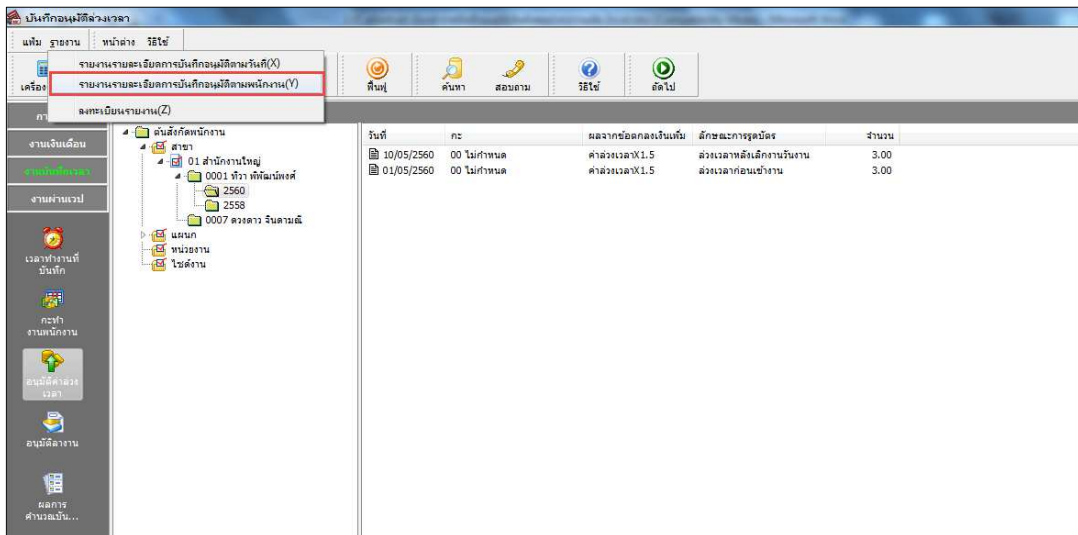 บันทึกอนุมัติล่วงเวลา
แฟ้ม รายงาน หน้าต่าง วิธีใช้
รายงานรายละเอียดการบันทึกอนุมัติตามวันที่(X)
รายงานรายละเอียดการบันทึกอนุมัติตามพนักงาน(Y)
ลงทะเบียนรายงาน(Z)
เครื่อง ฟื้นฟู ค้นหา สอบถาม วิธีใช้ ถัดไป
งานเงินเดือน
งานบันทึกเวลา
งานผ่านเวป
เวลาทำงานที่
บันทึก
กะทำ
งานพนักงาน
อนุมัติค่าล่วง
เวลา
อนุมัติลางาน
ผลการ
คำนวณบัน...
ต้นสังกัดพนักงาน
สาขา
01 สำนักงานใหญ่
0001 ทิวา พิพัฒน์พงศ์
2560
2558
0007 ดวงดาว จินดามณี
แผนก
หน่วยงาน
ไซด์งาน
วันที่ กะ ผลจากข้อตกลงเงินเพิ่ม ลักษณะการรูดบัตร จำนวน
10/05/2560 00 ไม่กำหนด ค่าล่วงเวลาX1.5 ล่วงเวลาหลังเลิกงานวันงาน 3.00
01/05/2560 00 ไม่กำหนด ค่าล่วงเวลาX1.5 ล่วงเวลาก่อนเข้างาน 3.00